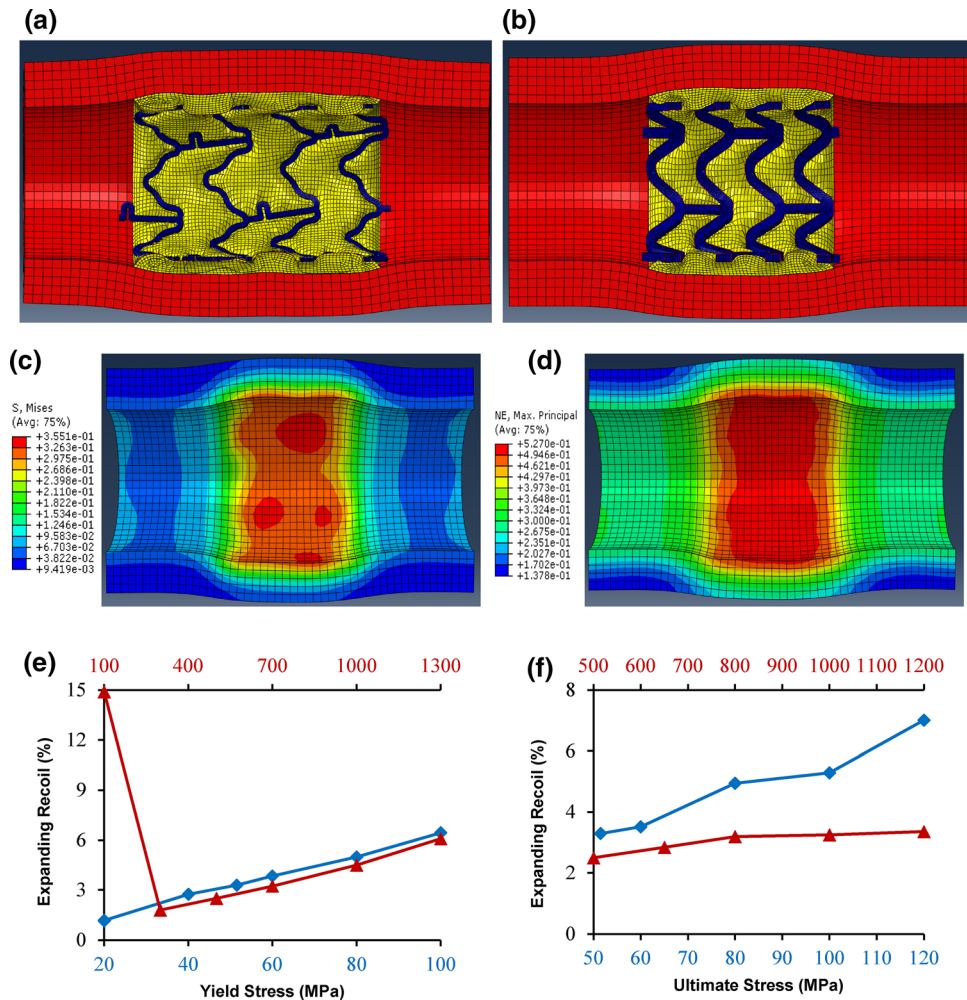 (a)
(b)
(c)
S, Mises
(Avg: 75%)
+3.551e-01
+3.263e-01
+2.975e-01
+2.686e-01
+2.398e-01
+2.110e-01
+1.822e-01
+1.534e-01
+1.246e-01
+9.583e-02
+6.703e-02
+3.822e-02
+9.419e-03
(d)
NE, Max. Principal
(Avg: 75%)
+5.270e-01
+4.946e-01
+4.621e-01
+4.297e-01
+3.973e-01
+3.648e-01
+3.324e-01
+3.000e-01
+2.675e-01
+2.351e-01
+2.027e-01
+1.702e-01
+1.378e-01
(e)
100 400 700 1000 1300
15
12
9
6
3
0
Expanding Recoil (%)
20 40 60 80 100
Yield Stress (MPa)
(f)
500 600 700 800 900 1000 1100 1200
8
6
4
2
0
Expanding Recoil (%)
50 60 70 80 90 100 110 120
Ultimate Stress (MPa)